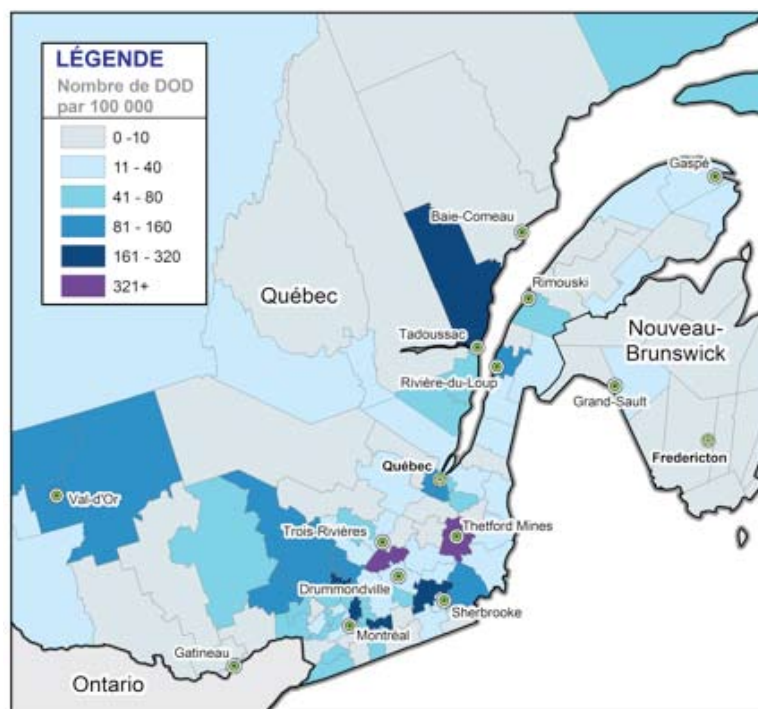 LÉGENDE
Nombre de DOD
par 100 000
0 -10
11 - 40
41 - 80
81 - 160
161 - 320
321+
Gaspé
Baie-Comeau
Québec
Rimouski
Tadoussac
Nouveau-
Brunswick
Rivière-du-Loup
Grand-Sault
Fredericton
Québec
Val-d'Or
Trois-Rivières
Thetford Mines
Drummondville
Sherbrooke
Montréal
Gatineau
Ontario